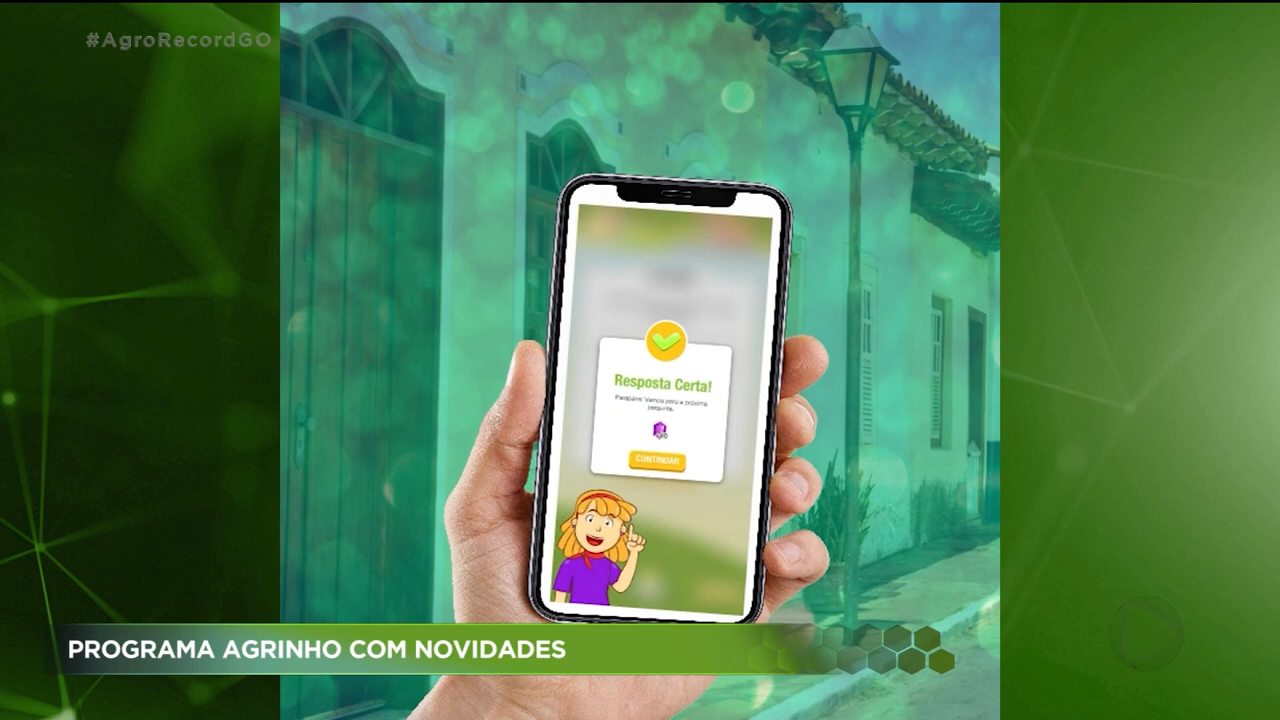 #AgroRecordGO
Resposta Certa!
Parabéns! Vamos para a próxima
pergunta.
CONTINUAR
PROGRAMA AGRINHO COM NOVIDADES